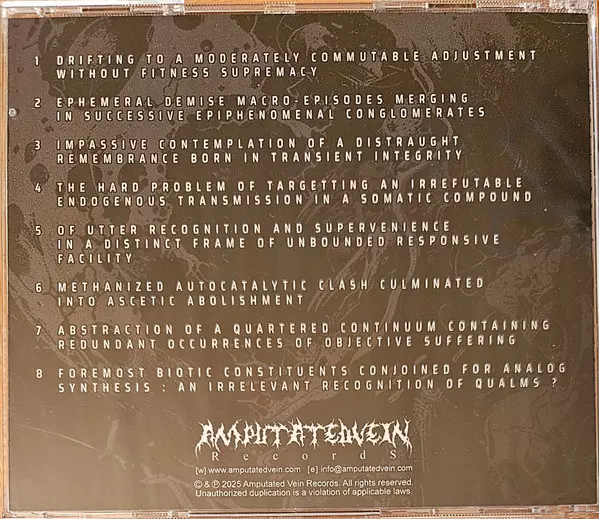 1 DRIFTING TO A MODERATELY COMMUTABLE ADJUSTMENT
WITHOUT FITNESS SUPREMACY
2 EPHEMERAL DEMISE MACRO-EPISODES MERGING
IN SUCCESSIVE EPIPHENOMENAL CONGLOMERATES
3 IMPASSIVE CONTEMPLATION OF A DISTRAUGHT
REMEMBRANCE BORN IN TRANSIENT INTEGRITY
4 THE HARD PROBLEM OF TARGETTING AN IRREFUTABLE
ENDOGENOUS TRANSMISSION IN A SOMATIC COMPOUND
5 OF UTTER RECOGNITION AND SUPERVENIENCE
IN A DISTINCT FRAME OF UNBOUNDED RESPONSIVE
FACILITY
6 METHANIZED AUTOCATALYTIC CLASH CULMINATED
INTO ASCETIC ABOLISHMENT
7 ABSTRACTION OF A QUARTERED CONTINUUM CONTAINING
REDUNDANT OCCURRENCES OF OBJECTIVE SUFFERING
8 FOREMOST BIOTIC CONSTITUENTS CONJOINED FOR ANALOG
SYNTHESIS : AN IRRELEVANT RECOGNITION OF QUALMS ?
AMPUTATEDVEIN
RecordS
[w] www.amputatedvein.com [e] info@amputatedvein.com
© & ℗ 2025 Amputated Vein Records. All rights reserved.
Unauthorized duplication is a violation of applicable laws.